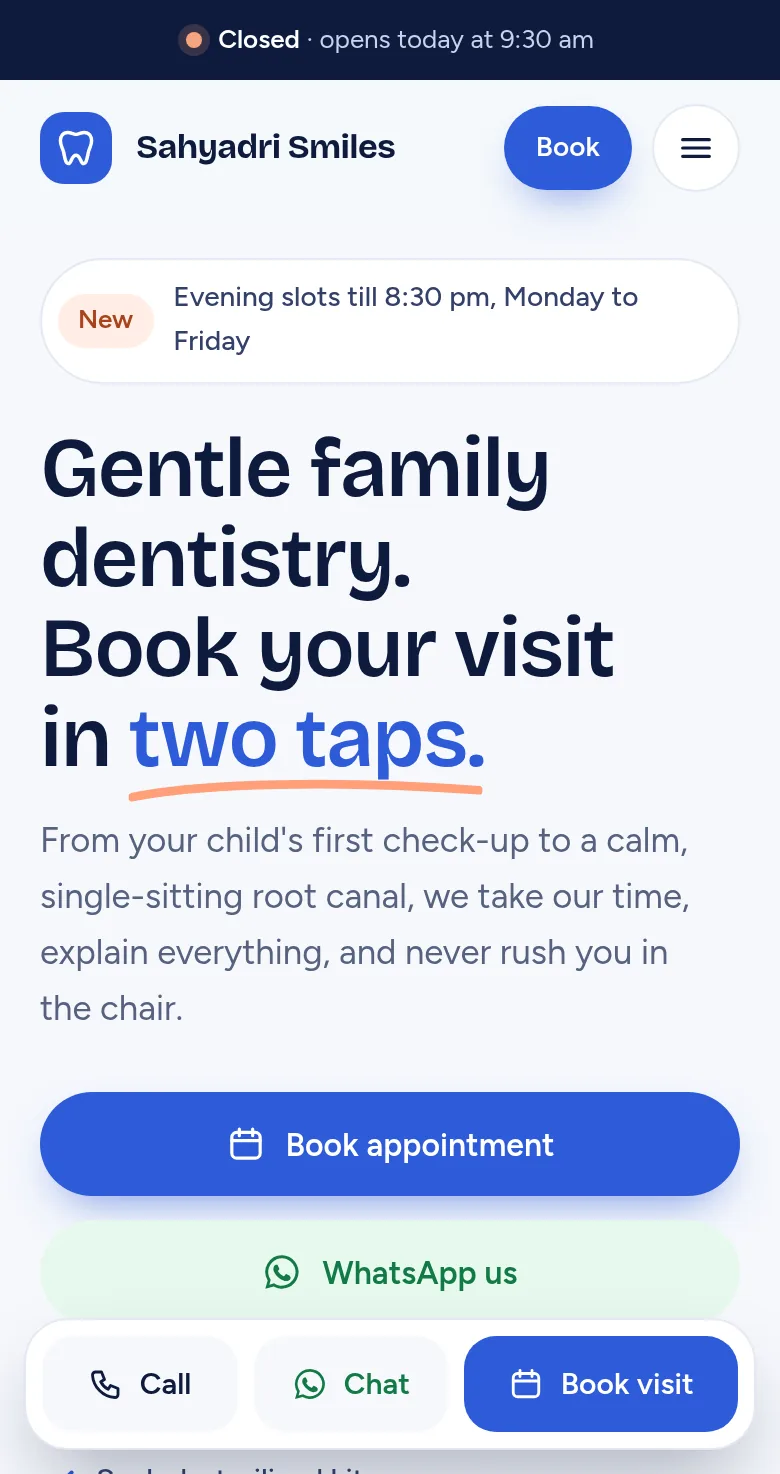 Closed · opens today at 9:30 am
Sahyadri Smiles
Book
New
Evening slots till 8:30 pm, Monday to
Friday
Gentle family
dentistry.
Book your visit
in two taps.
From your child's first check-up to a calm,
single-sitting root canal, we take our time,
explain everything, and never rush you in
the chair.
Book appointment
WhatsApp us
Call
Chat
Book visit